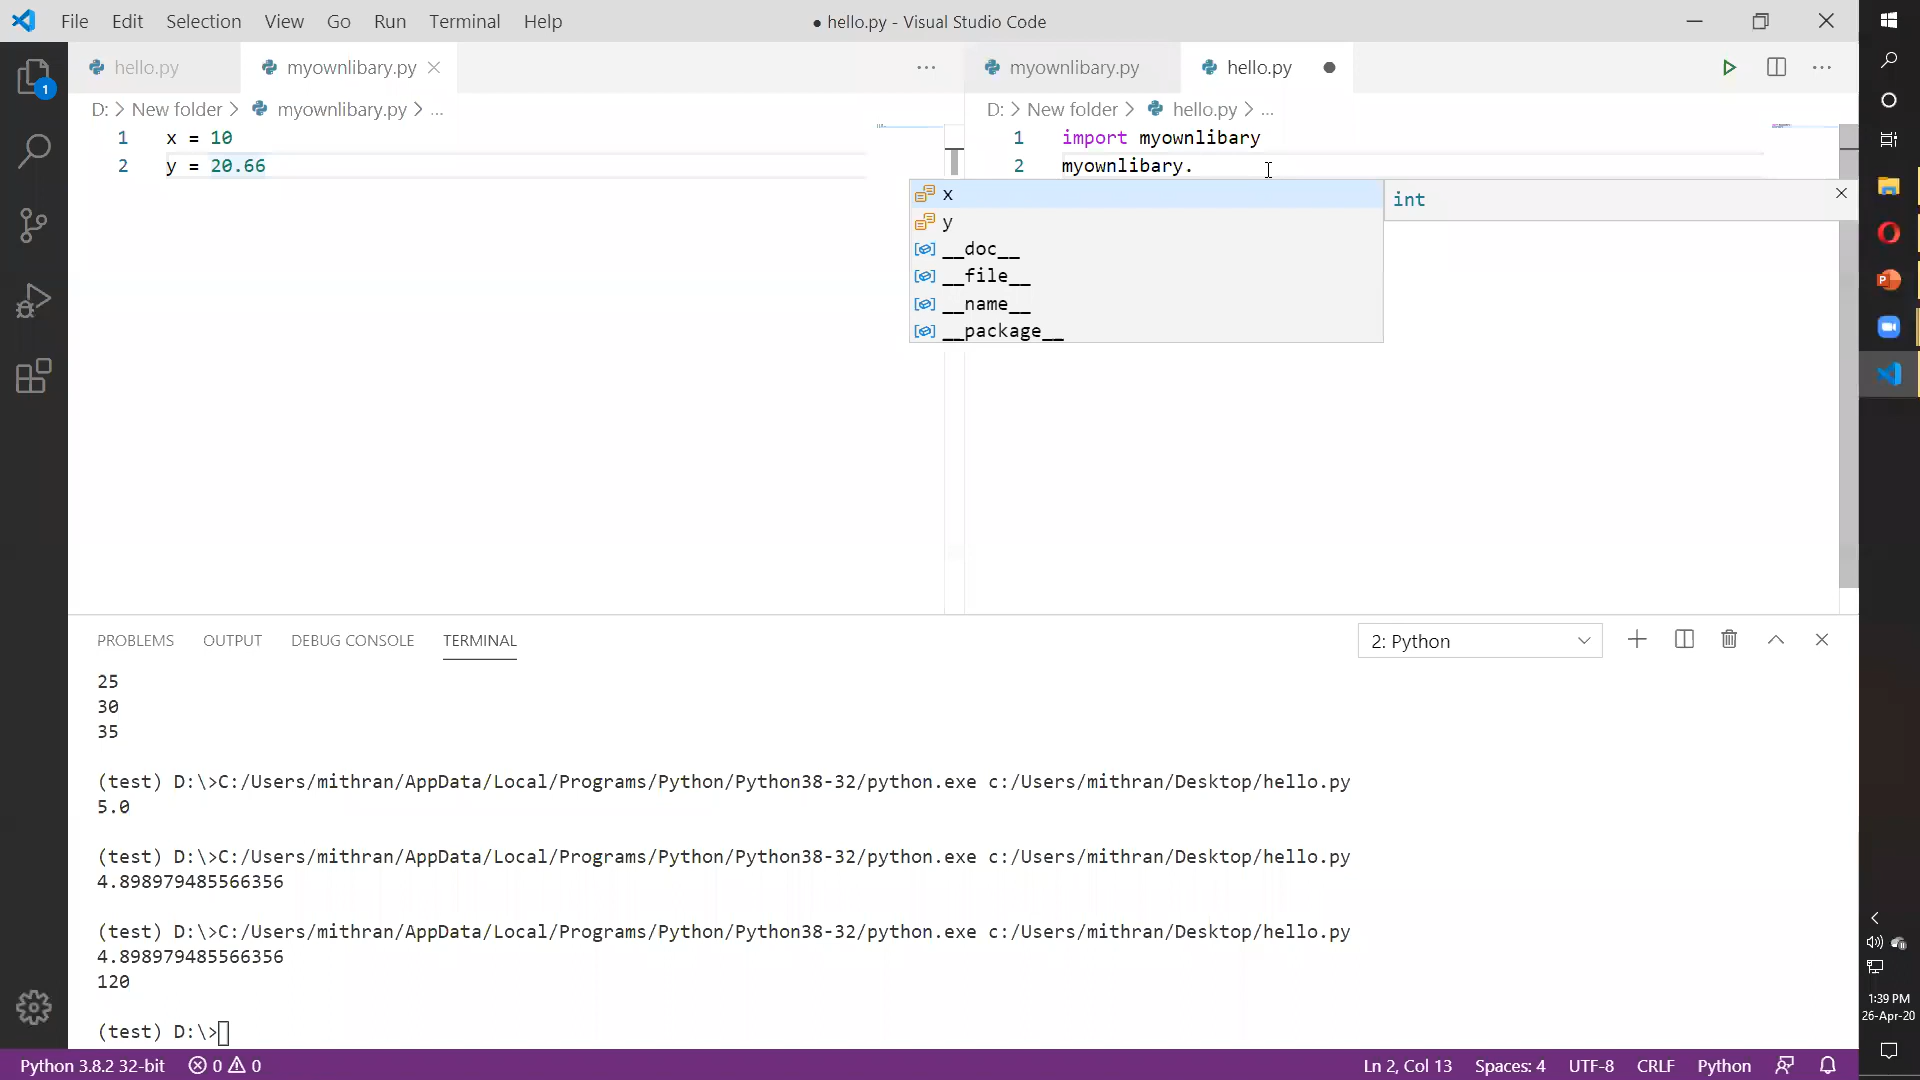 File Edit Selection View Go Run Terminal Help
● hello.py - Visual Studio Code
hello.py myownlibary.py
myownlibary.py hello.py
D: > New folder > myownlibary.py > ...
1 x = 10
2 y = 20.66
D: > New folder > hello.py > ...
1 import myownlibary
2 myownlibary.
x
y
__doc__
__file__
__name__
__package__
int
1
PROBLEMS OUTPUT DEBUG CONSOLE TERMINAL
2: Python
25
30
35
(test) D:\>C:/Users/mithran/AppData/Local/Programs/Python/Python38-32/python.exe c:/Users/mithran/Desktop/hello.py
5.0
(test) D:\>C:/Users/mithran/AppData/Local/Programs/Python/Python38-32/python.exe c:/Users/mithran/Desktop/hello.py
4.898979485566356
(test) D:\>C:/Users/mithran/AppData/Local/Programs/Python/Python38-32/python.exe c:/Users/mithran/Desktop/hello.py
4.898979485566356
120
(test) D:\>
Python 3.8.2 32-bit 0 0
Ln 2, Col 13 Spaces: 4 UTF-8 CRLF Python
1:39 PM
26-Apr-20